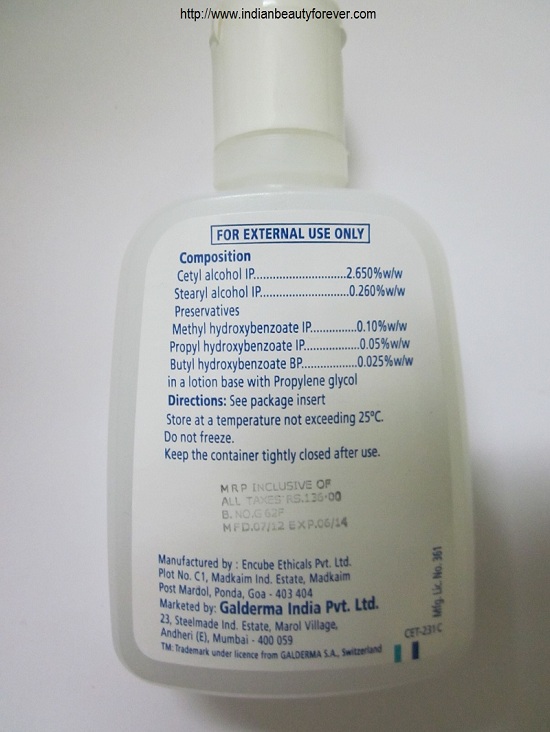 http://www.indianbeautyforever.com
FOR EXTERNAL USE ONLY
Composition
Cetyl alcohol IP............................2.650%w/w
Stearyl alcohol IP...........................0.260%w/w
Preservatives
Methyl hydroxybenzoate IP..............0.10%w/w
Propyl hydroxybenzoate IP.................0.05%w/w
Butyl hydroxybenzoate BP.................0.025%w/w
in a lotion base with Propylene glycol
Directions: See package insert
Store at a temperature not exceeding 25°C.
Do not freeze.
Keep the container tightly closed after use.
M R P INCLUSIVE OF
ALL TAXES RS.136-00
B. NO.G 62F
MFD.07/12 EXP.06/14
Manufactured by : Encube Ethicals Pvt. Ltd.
Plot No. C1, Madkaim Ind. Estate, Madkaim
Post Mardol, Ponda, Goa - 403 404
Marketed by: Galderma India Pvt. Ltd.
23, Steelmade Ind. Estate, Marol Village,
Andheri (E), Mumbai - 400 059
TM: Trademark under licence from GALDERMA S.A., Switzerland
CET-231C
Mfg. Lic. No. 361